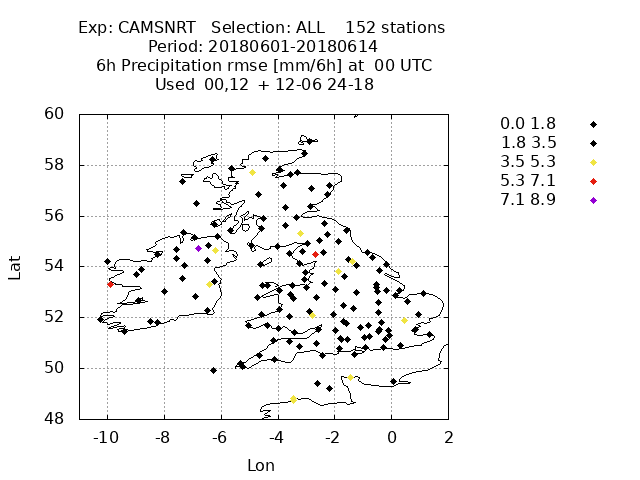 Exp: CAMSNRT Selection: ALL 152 stations
Period: 20180601-20180614
6h Precipitation rmse [mm/6h] at 00 UTC
Used 00,12 + 12-06 24-18
0.0 1.8
1.8 3.5
3.5 5.3
5.3 7.1
7.1 8.9
Lat
60
58
56
54
52
50
48
-10 -8 -6 -4 -2 0 2
Lon